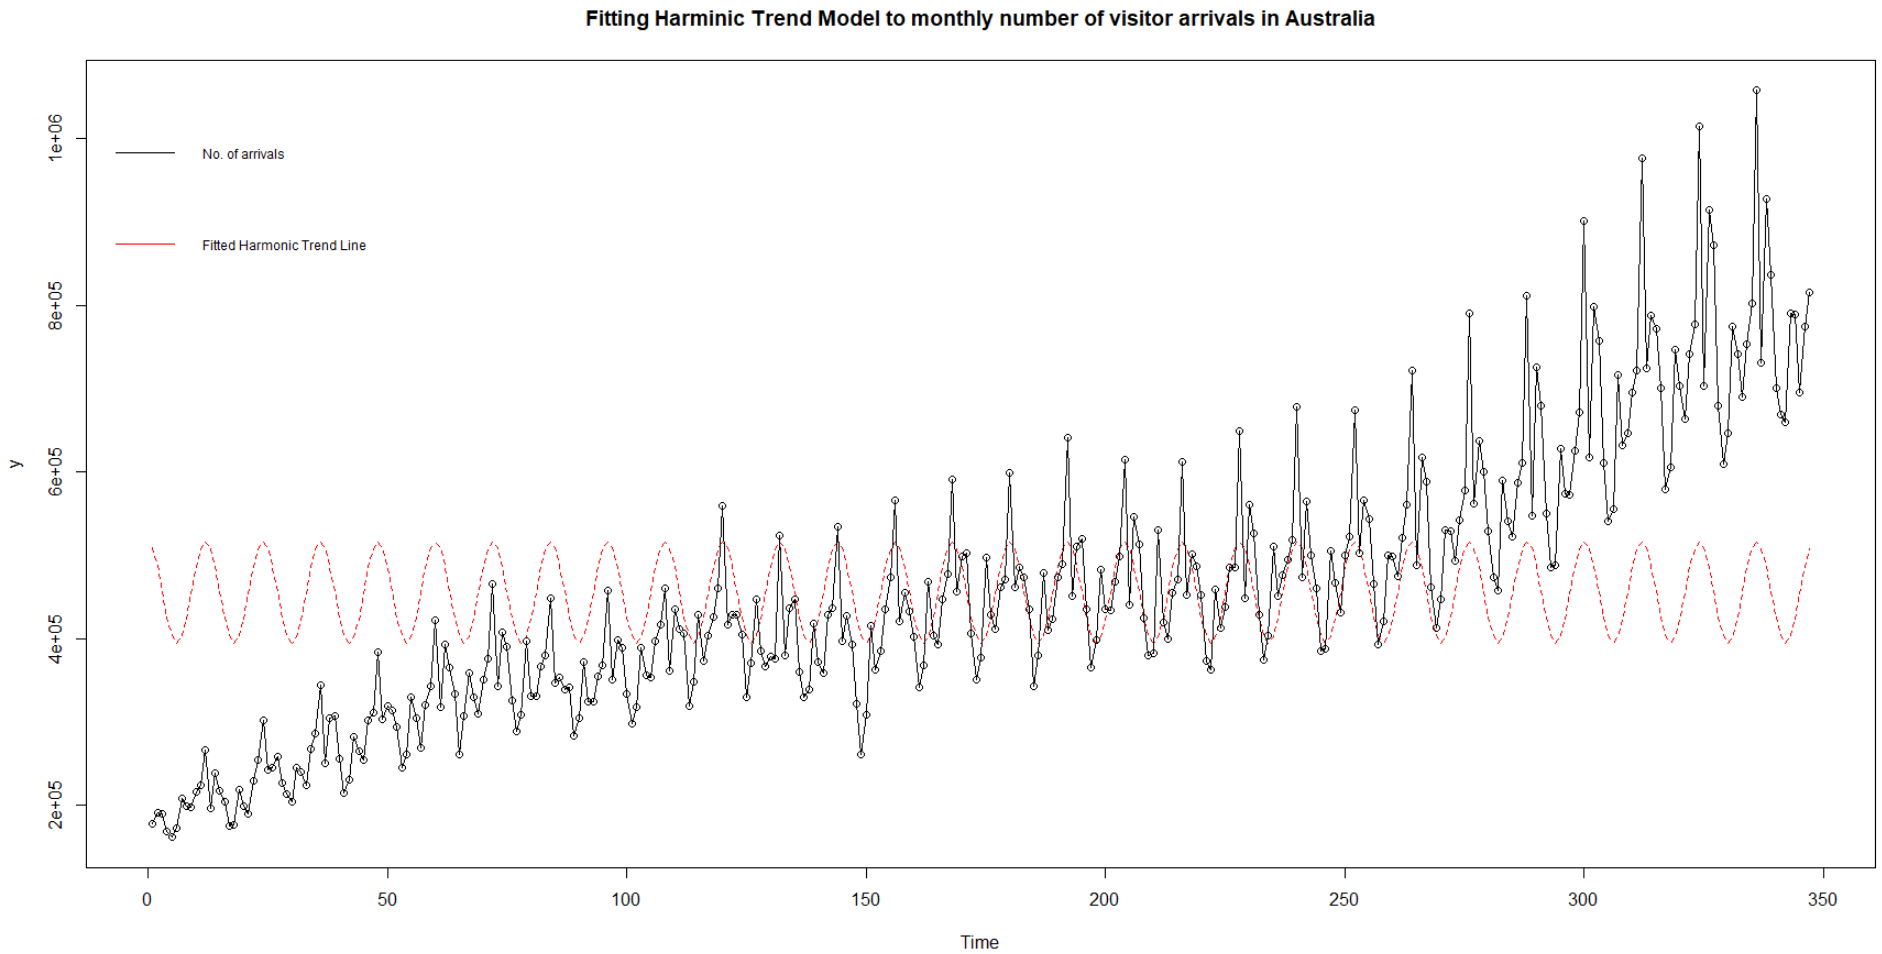 Fitting Harminic Trend Model to monthly number of visitor arrivals in Australia
1e+06
8e+05
6e+05
4e+05
2e+05
y
No. of arrivals
Fitted Harmonic Trend Line
0 50 100 150 200 250 300 350
Time